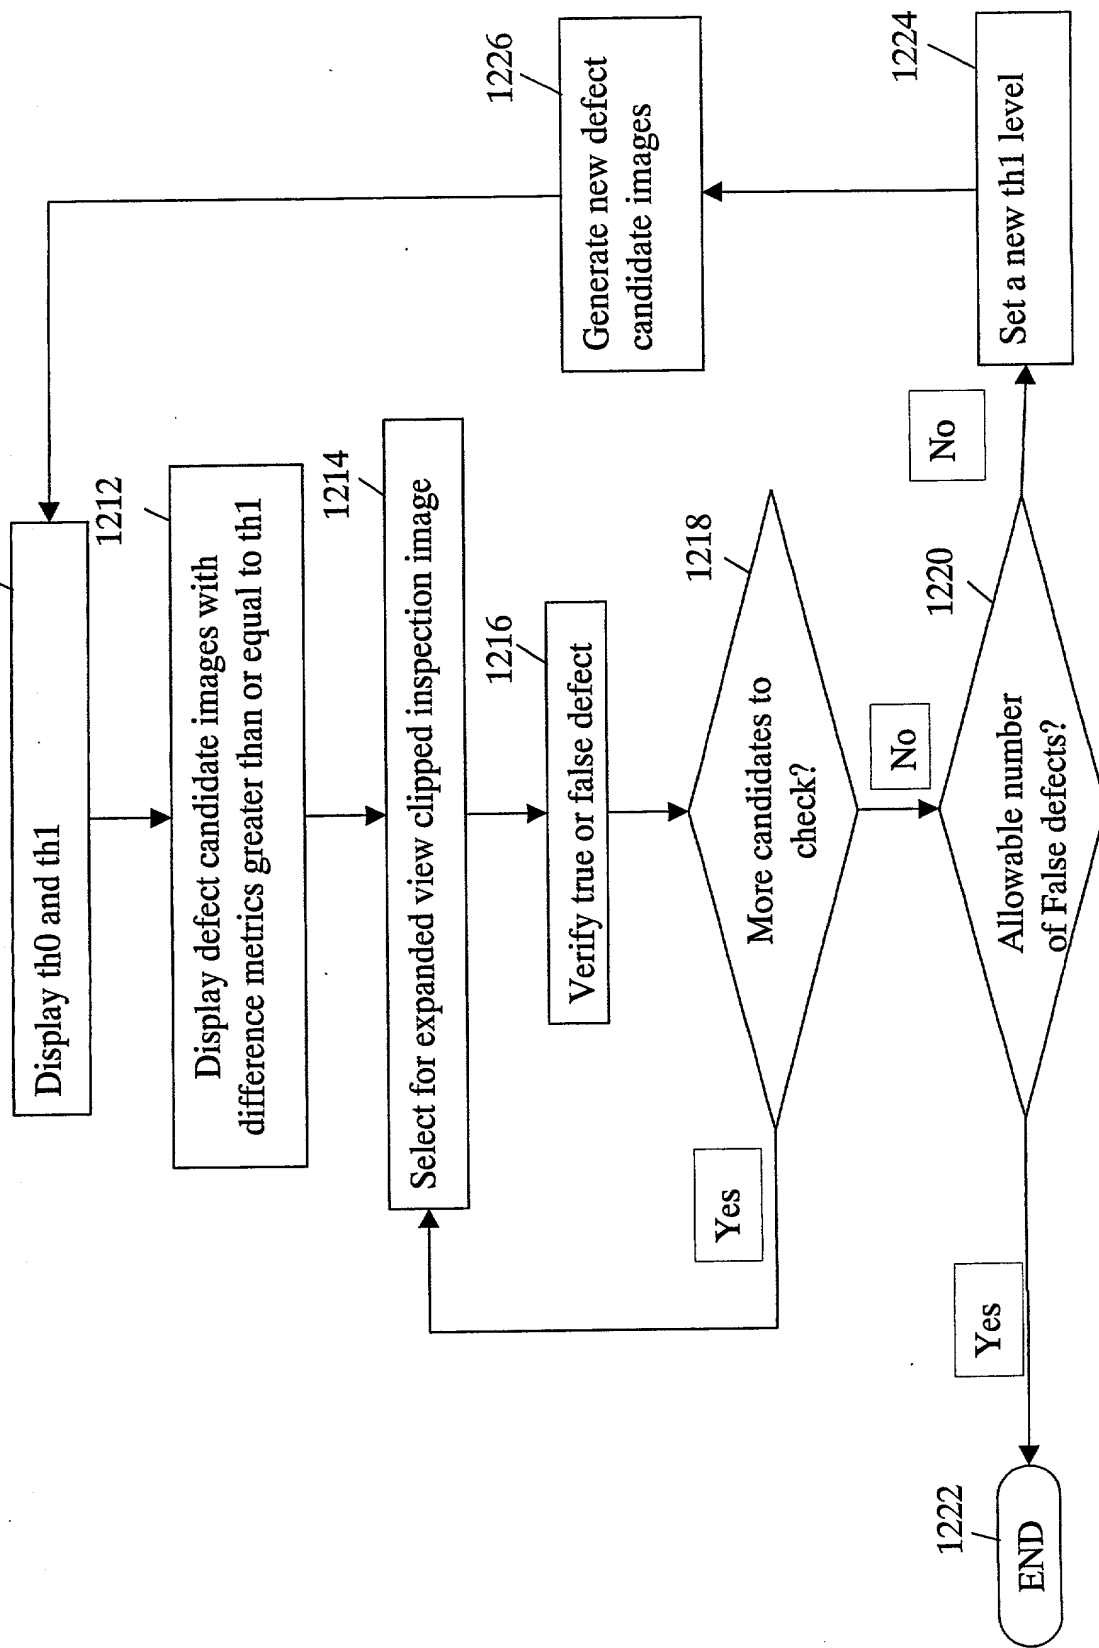 Display th0 and th1
1212
Display defect candidate images with
difference metrics greater than or equal to th1
1214
Select for expanded view clipped inspection image
1216
Verify true or false defect
1218
More candidates to
check?
Yes
No
1220
Allowable number
of False defects?
Yes
No
1222
END
1224
Set a new th1 level
1226
Generate new defect
candidate images